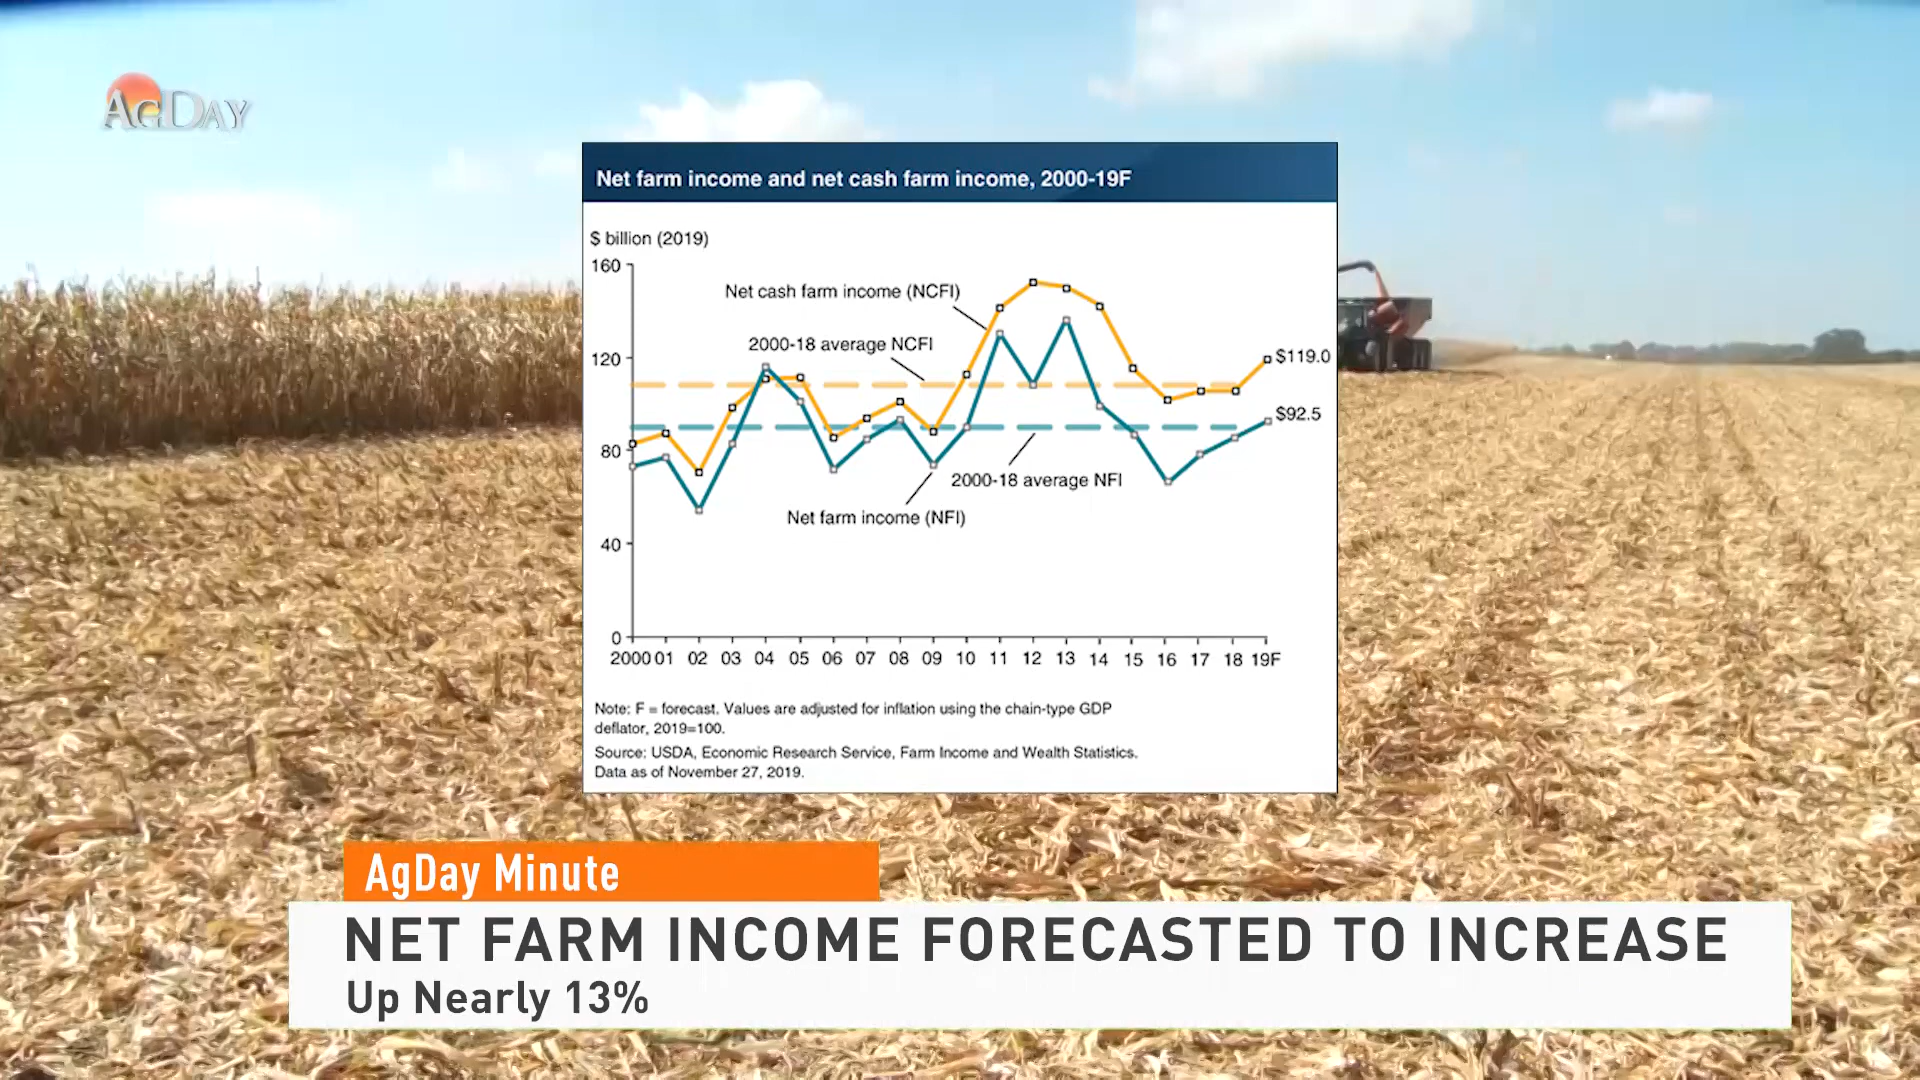 AGDAY
Net farm income and net cash farm income, 2000-19F
$ billion (2019)
160
Net cash farm income (NCFI)
2000-18 average NCFI
120
$119.0
$92.5
80
2000-18 average NFI
Net farm income (NFI)
40
0
2000 01 02 03 04 05 06 07 08 09 10 11 12 13 14 15 16 17 18 19F
Note: F = forecast. Values are adjusted for inflation using the chain-type GDP
deflator, 2019=100.
Source: USDA, Economic Research Service, Farm Income and Wealth Statistics.
Data as of November 27, 2019.
AgDay Minute
NET FARM INCOME FORECASTED TO INCREASE
Up Nearly 13%